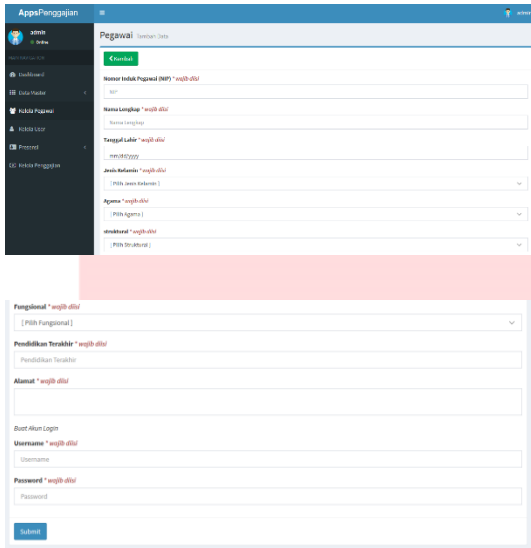 AppsPenggajian
admin
admin
Online
Dashboard
Data Master
Kelola Pegawai
Kelola User
Presensi
Kelola Penggajian
Pegawai Tambah Data
Kembali
Nomor Induk Pegawai (NIP) * wajib diisi
NIP
Nama Lengkap * wajib diisi
Nama Lengkap
Tanggal Lahir * wajib diisi
mm/dd/yyyy
Jenis Kelamin * wajib diisi
[ Pilih Jenis Kelamin ]
Agama * wajib diisi
[ Pilih Agama ]
struktural * wajib diisi
[ Pilih Struktural ]
Fungsional * wajib diisi
[ Pilih Fungsional ]
Pendidikan Terakhir * wajib diisi
Pendidikan Terakhir
Alamat * wajib diisi
Buat Akun Login
Username * wajib diisi
Username
Password * wajib diisi
Password
Submit